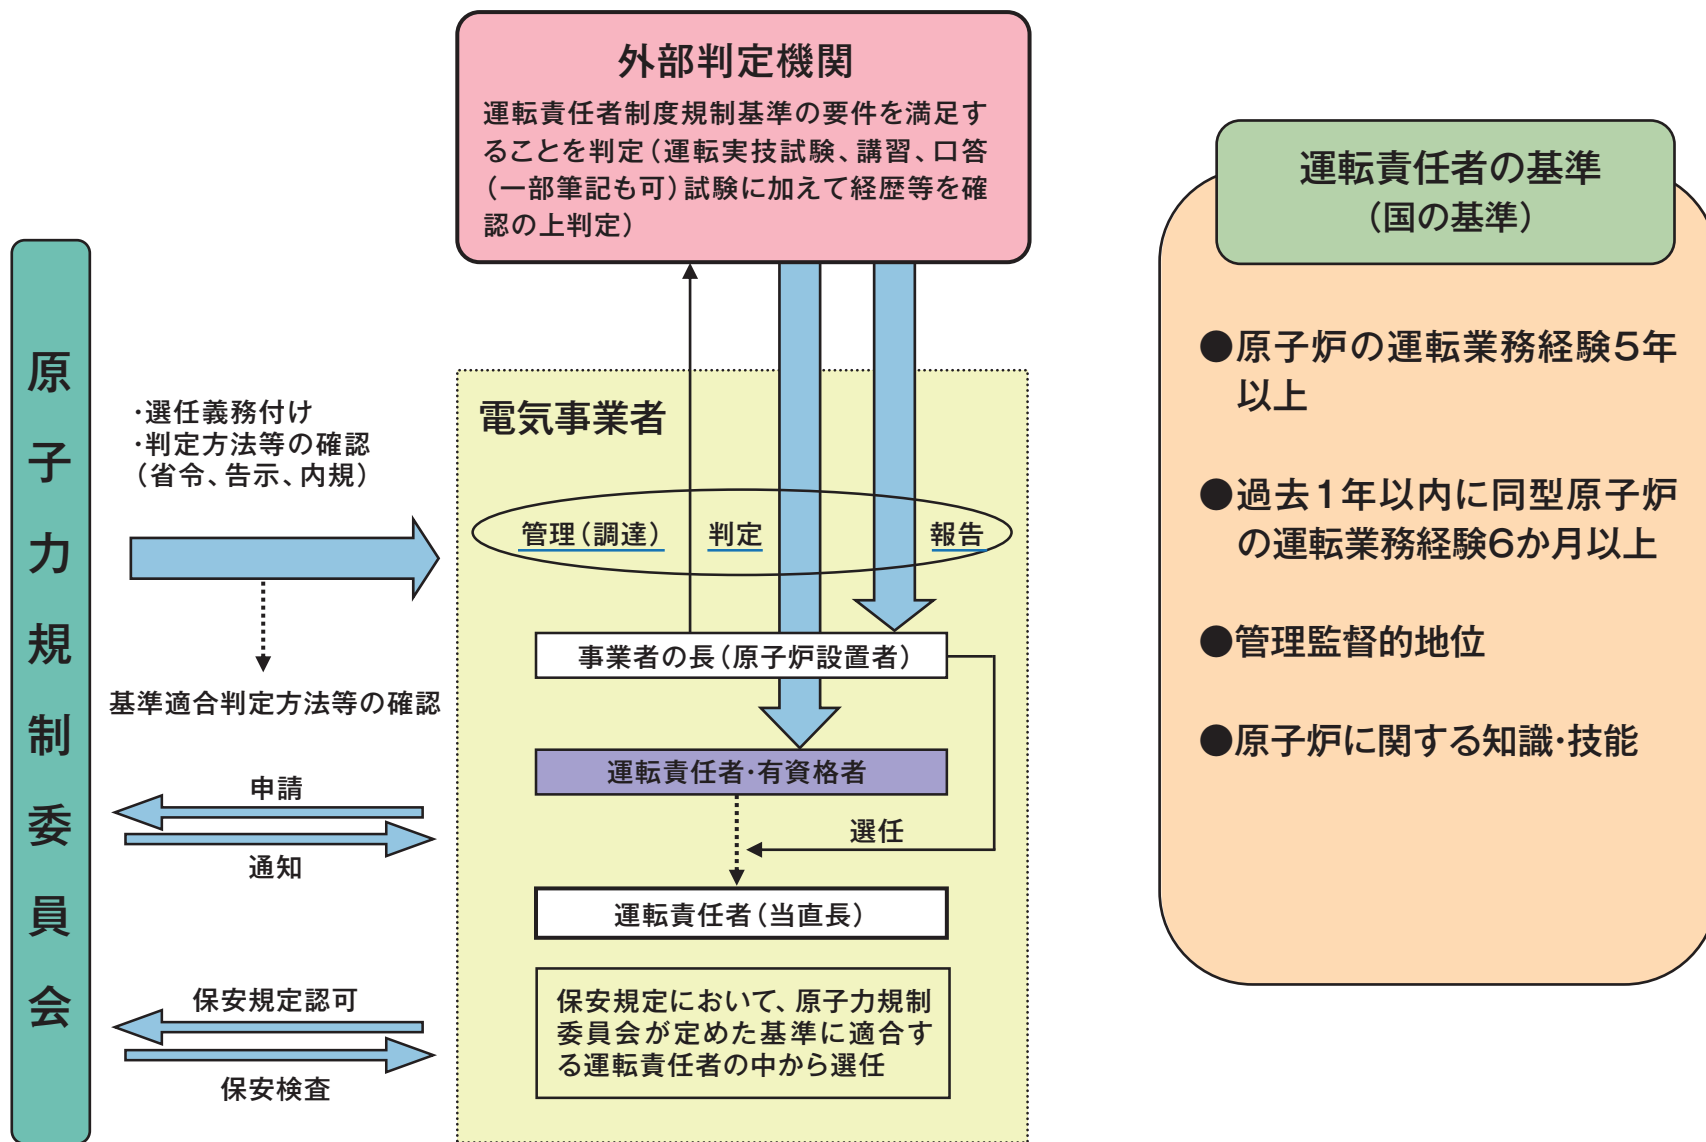 外部判定機関
運転責任者制度規制基準の要件を満足す
ることを判定(運転実技試験、講習、口答
(一部筆記も可)試験に加えて経歴等を確
認の上判定)
運転責任者の基準
(国の基準)
●原子炉の運転業務経験5年
以上
●過去1年以内に同型原子炉
の運転業務経験6か月以上
●管理監督的地位
●原子炉に関する知識・技能
原子力規制委員会
・選任義務付け
・判定方法等の確認
(省令、告示、内規)
基準適合判定方法等の確認
申請
通知
保安規定認可
保安検査
電気事業者
管理(調達) 判定 報告
事業者の長(原子炉設置者)
運転責任者・有資格者
選任
運転責任者(当直長)
保安規定において、原子力規制
委員会が定めた基準に適合す
る運転責任者の中から選任